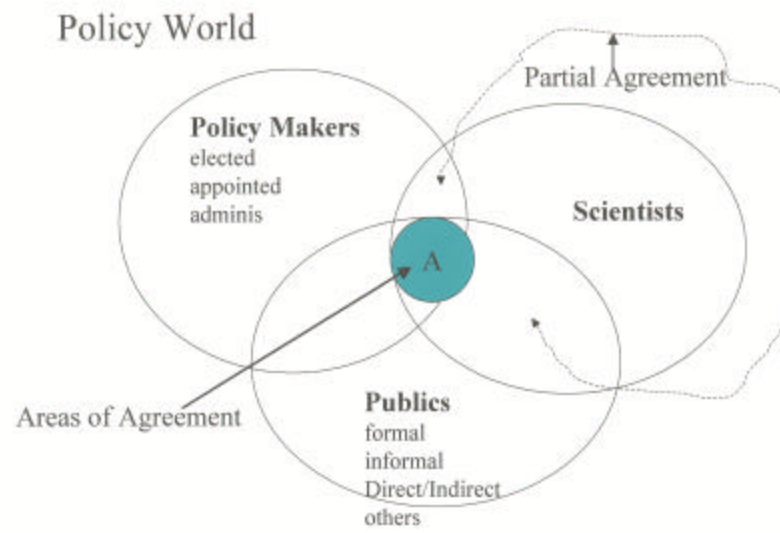 Policy World
Partial Agreement
Policy Makers
elected
appointed
adminis
Scientists
A
Areas of Agreement
Publics
formal
informal
Direct/Indirect
others